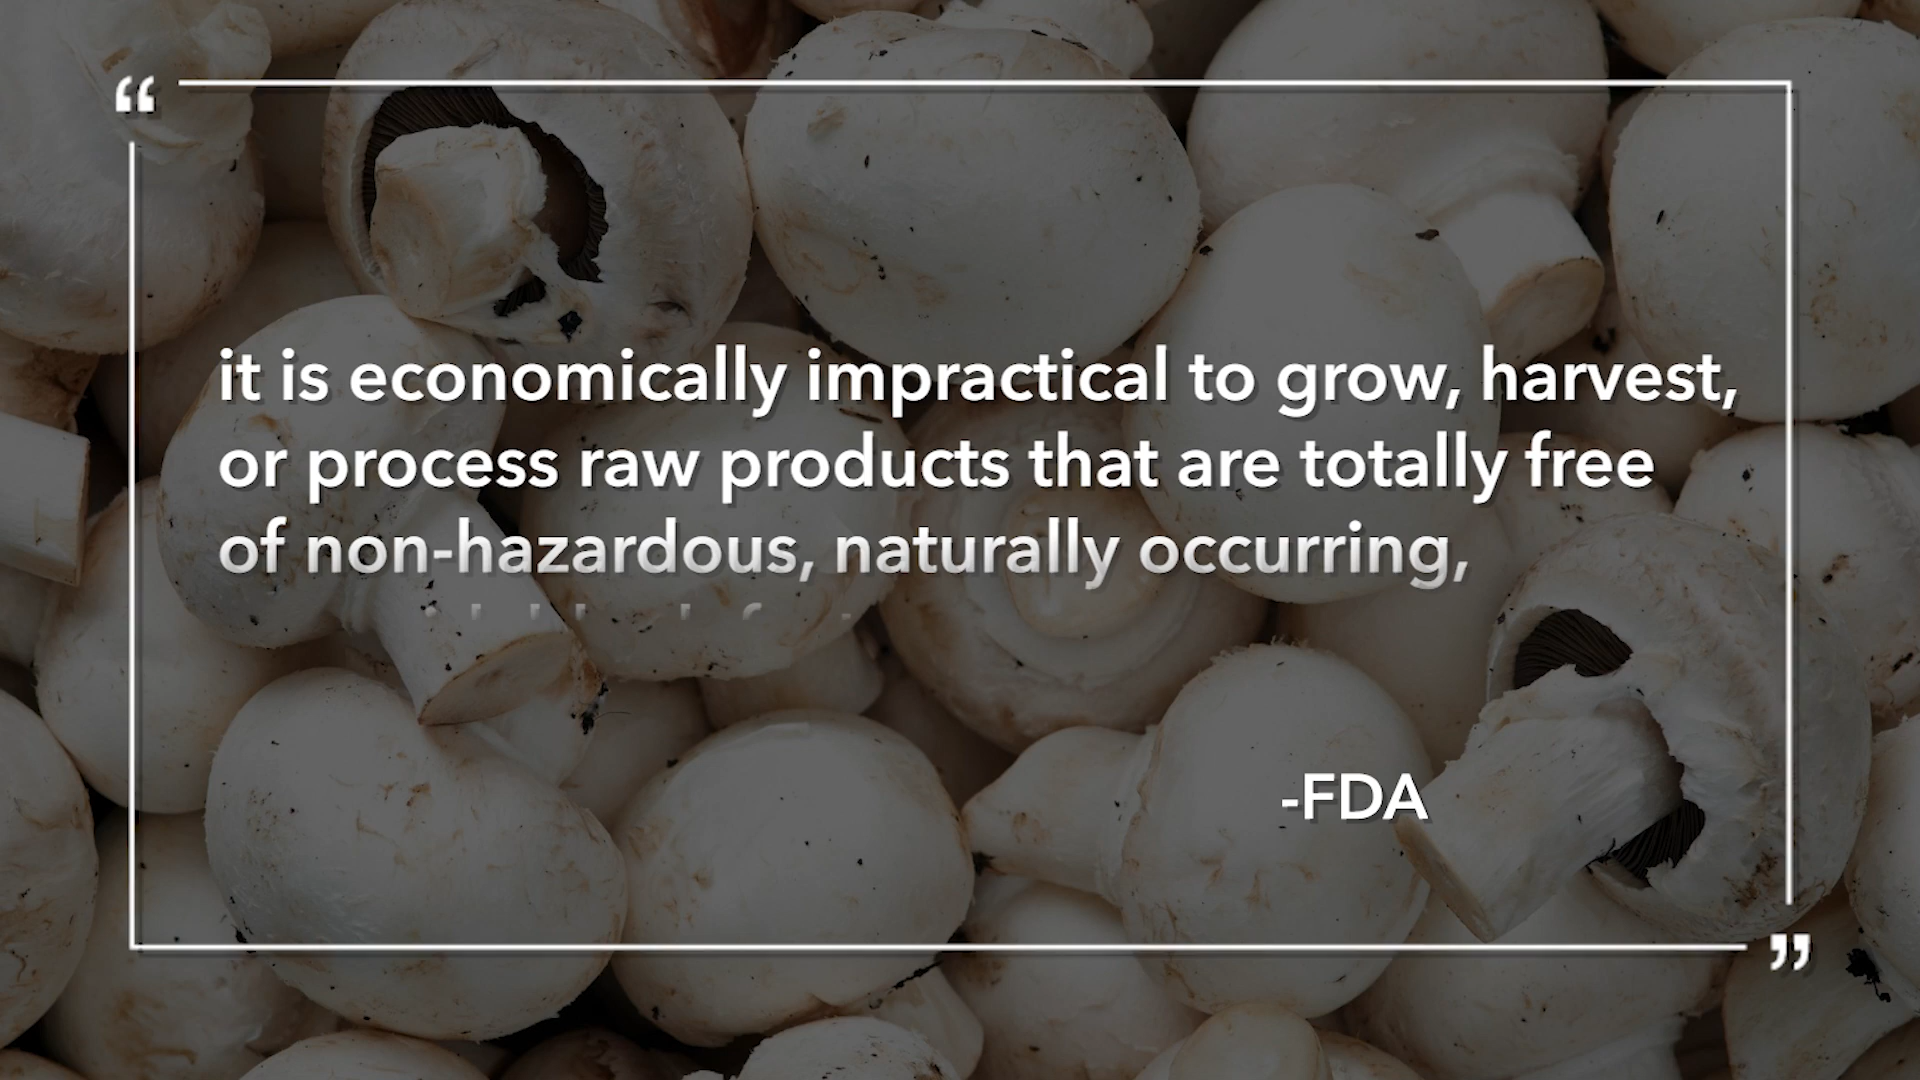 “
it is economically impractical to grow, harvest,
or process raw products that are totally free
of non-hazardous, naturally occurring,
-FDA
”